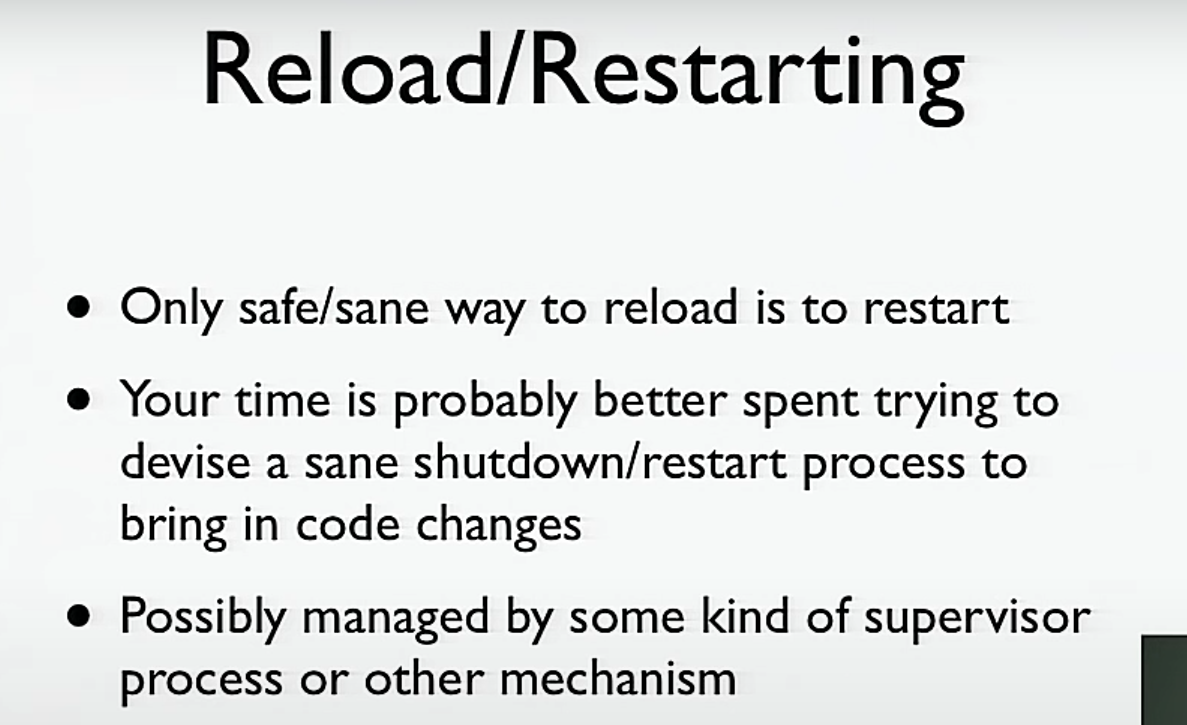 Reload/Restarting
• Only safe/sane way to reload is to restart
• Your time is probably better spent trying to
devise a sane shutdown/restart process to
bring in code changes
• Possibly managed by some kind of supervisor
process or other mechanism